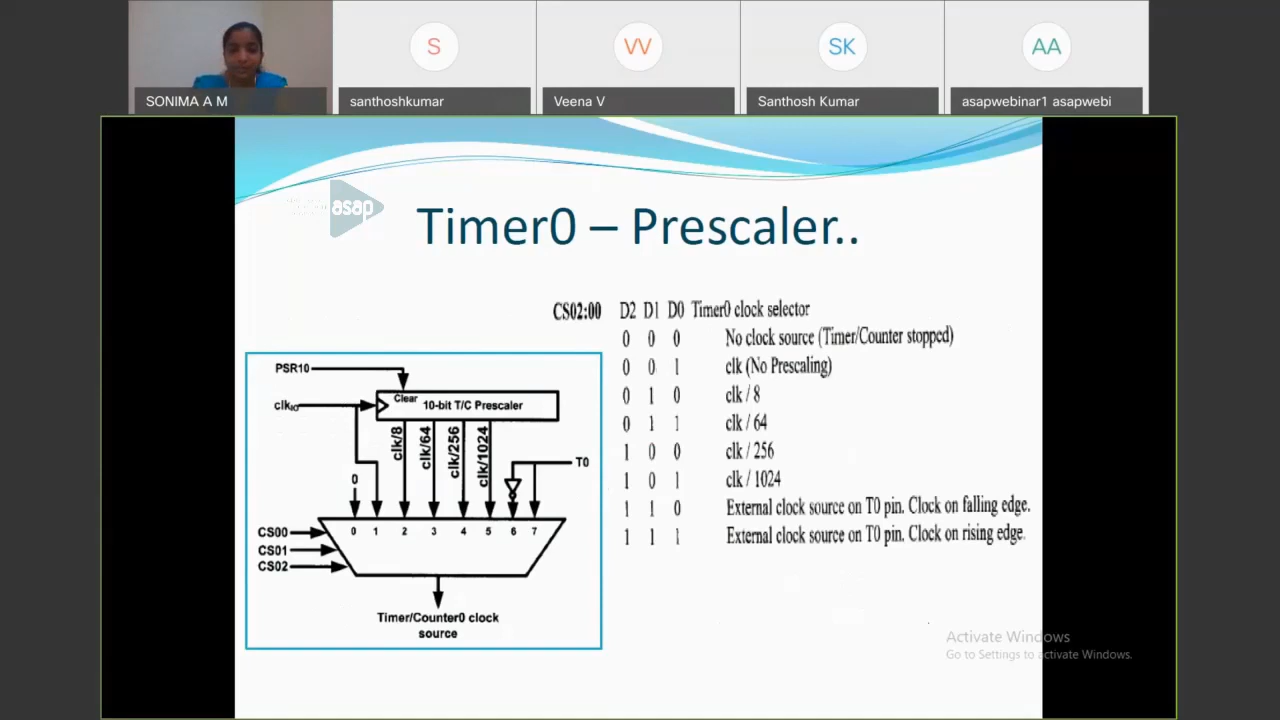 S
VV
SK
AA
SONIMA A M
santhoshkumar
Veena V
Santhosh Kumar
asapwebinar1 asapwebi
asap
Timer0 – Prescaler..
CS02:00 D2 D1 D0 Timer0 clock selector
0 0 0 No clock source (Timer/Counter stopped)
0 0 1 clk (No Prescaling)
0 1 0 clk / 8
0 1 1 clk / 64
1 0 0 clk / 256
1 0 1 clk / 1024
1 1 0 External clock source on T0 pin. Clock on falling edge.
1 1 1 External clock source on T0 pin. Clock on rising edge.
PSR10
Clear
clkIO
10-bit T/C Prescaler
clk/8
clk/64
clk/256
clk/1024
T0
0
0 1 2 3 4 5 6 7
CS00
CS01
CS02
Timer/Counter0 clock
source
Activate Windows
Go to Settings to activate Windows.